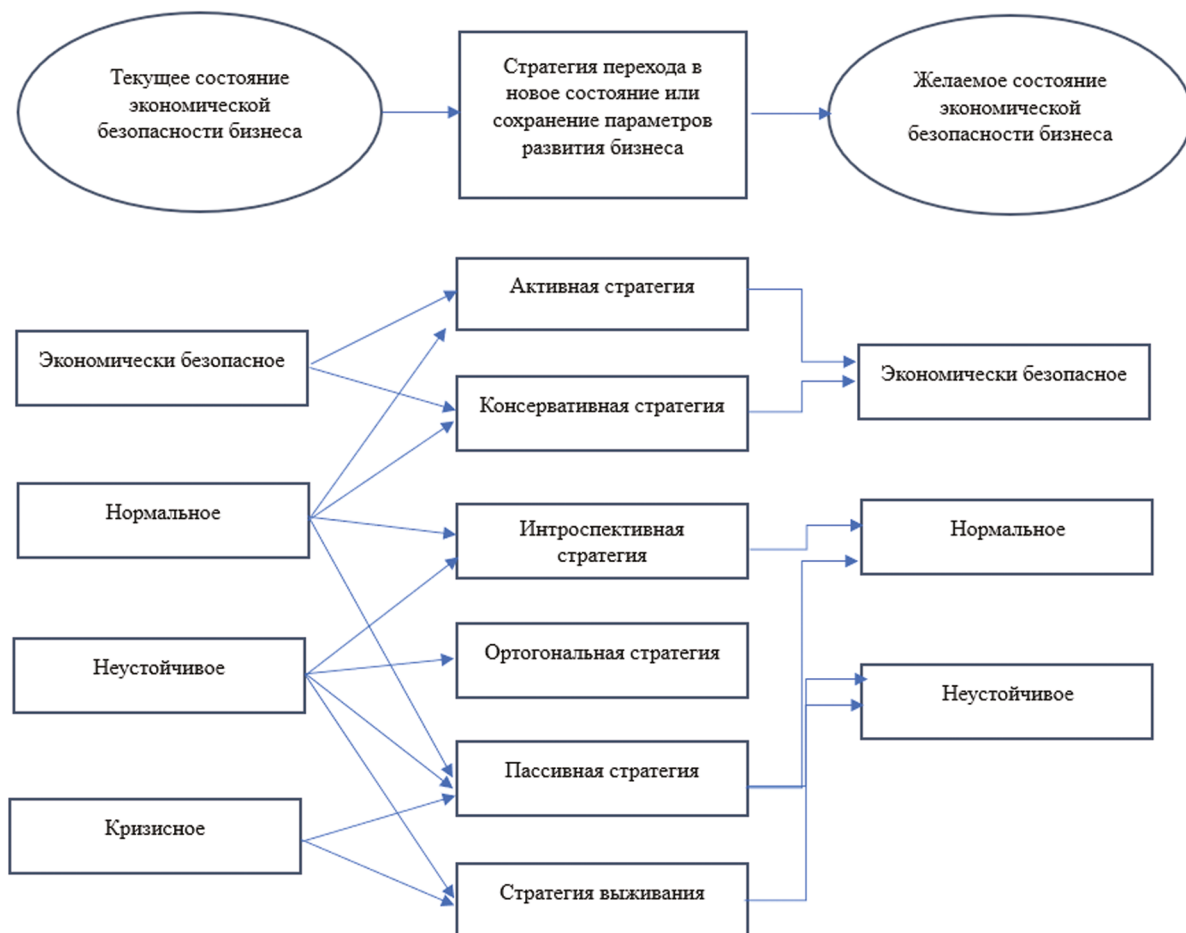 Текущее состояние
экономической
безопасности бизнеса
Стратегия перехода в
новое состояние или
сохранение параметров
развития бизнеса
Желаемое состояние
экономической
безопасности бизнеса
Экономически безопасное
Нормальное
Неустойчивое
Кризисное
Активная стратегия
Консервативная стратегия
Интроспективная
стратегия
Ортогональная стратегия
Пассивная стратегия
Стратегия выживания
Экономически безопасное
Нормальное
Неустойчивое